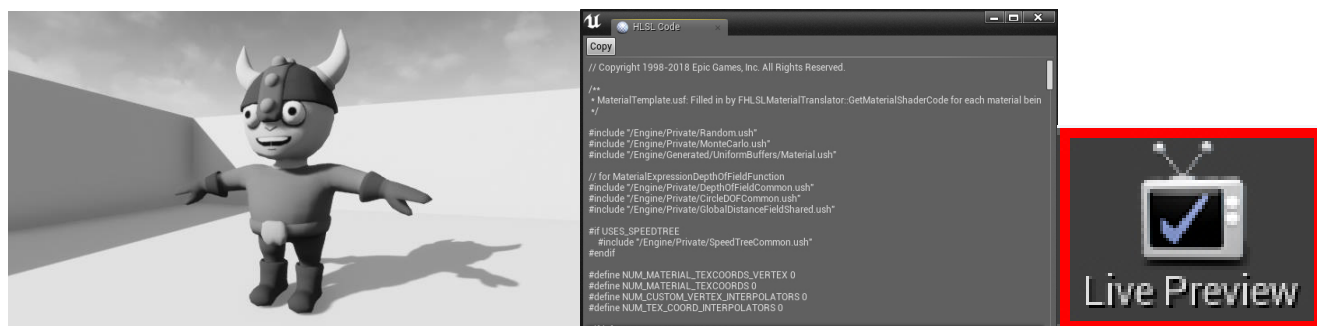 HLSL Code
Copy
// Copyright 1998-2018 Epic Games, Inc. All Rights Reserved.
/**
* MaterialTemplate.usf: Filled in by FHLSLMaterialTranslator::GetMaterialShaderCode for each material bein
*/
#include "/Engine/Private/Random.ush"
#include "/Engine/Private/MonteCarlo.ush"
#include "/Engine/Generated/UniformBuffers/Material.ush"
// for MaterialExpressionDepthOfFieldFunction
#include "/Engine/Private/DepthOfFieldCommon.ush"
#include "/Engine/Private/CircleDOFCommon.ush"
#include "/Engine/Private/GlobalDistanceFieldShared.ush"
#if USES_SPEEDTREE
#include "/Engine/Private/SpeedTreeCommon.ush"
#endif
#define NUM_MATERIAL_TEXCOORDS_VERTEX 0
#define NUM_MATERIAL_TEXCOORDS 0
#define NUM_CUSTOM_VERTEX_INTERPOLATORS 0
#define NUM_TEX_COORD_INTERPOLATORS 0
Live Preview